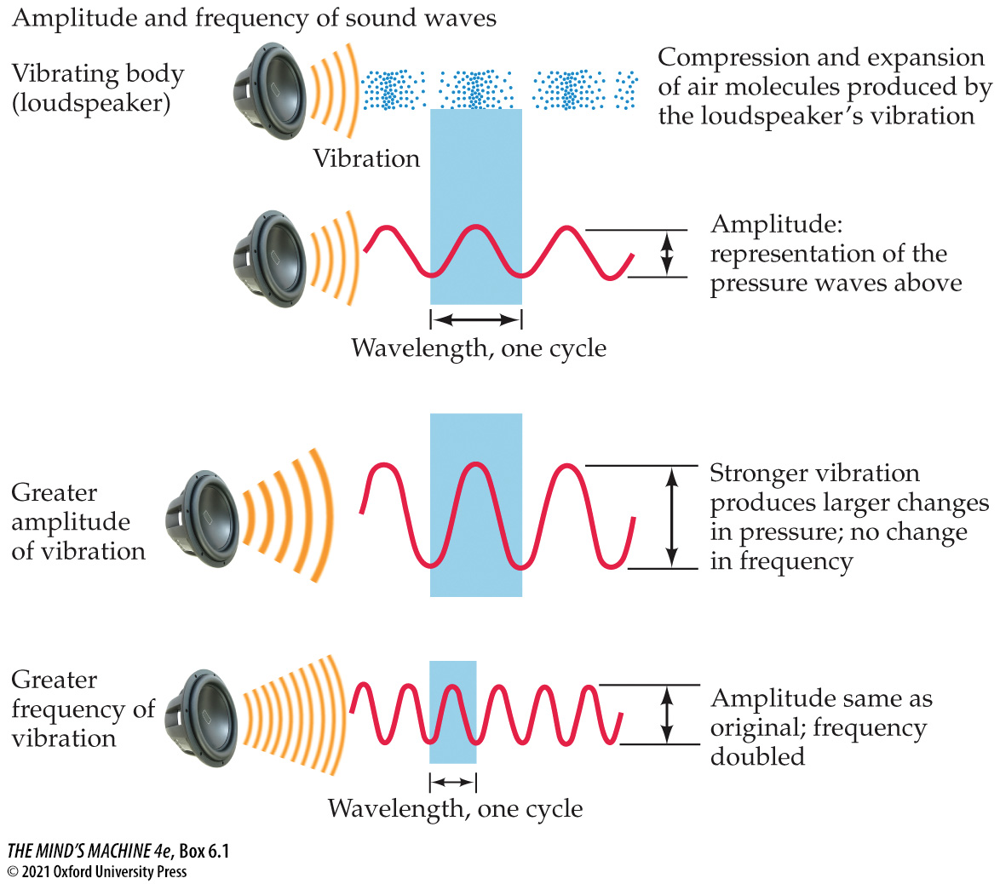 Amplitude and frequency of sound waves
Vibrating body
(loudspeaker)
Compression and expansion
of air molecules produced by
the loudspeaker's vibration
Vibration
Amplitude:
representation of the
pressure waves above
Wavelength, one cycle
Greater
amplitude
of vibration
Stronger vibration
produces larger changes
in pressure; no change
in frequency
Greater
frequency of
vibration
Amplitude same as
original; frequency
doubled
Wavelength, one cycle
THE MIND'S MACHINE 4e, Box 6.1
© 2021 Oxford University Press